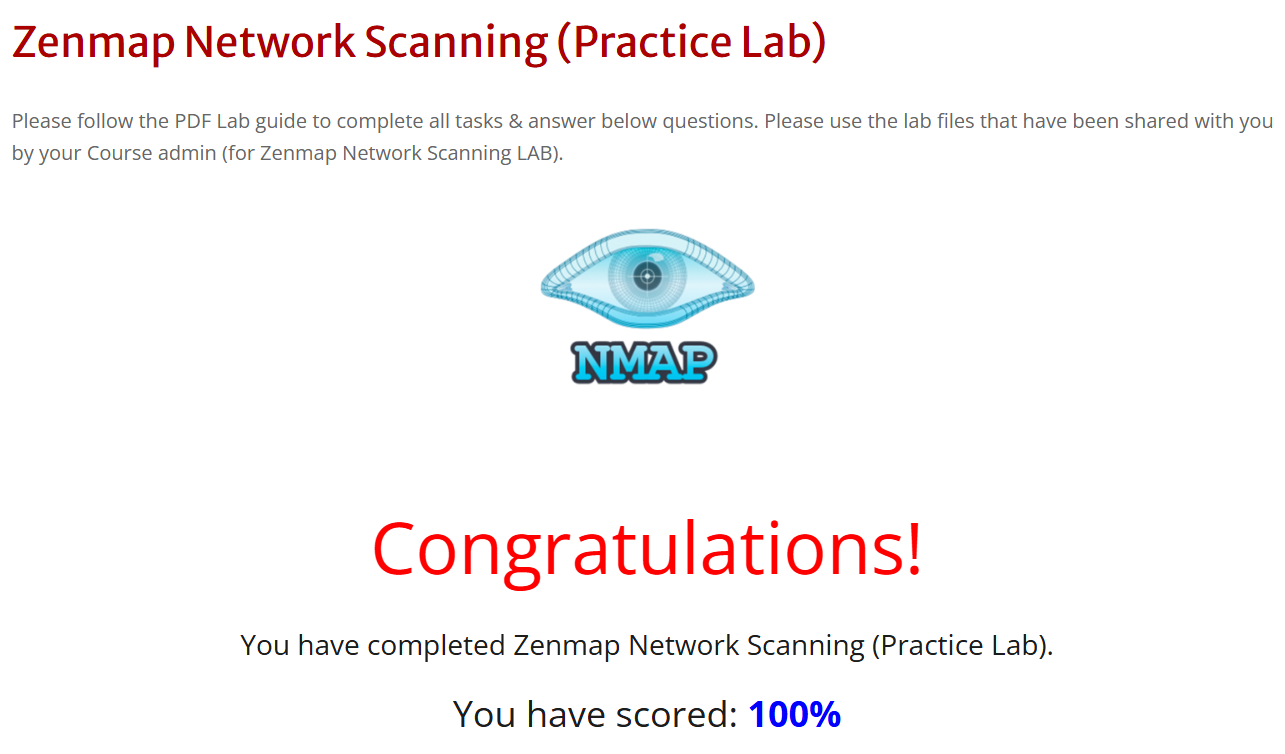 Zenmap Network Scanning (Practice Lab)
Please follow the PDF Lab guide to complete all tasks & answer below questions. Please use the lab files that have been shared with you
by your Course admin (for Zenmap Network Scanning LAB).
NMAP
Congratulations!
You have completed Zenmap Network Scanning (Practice Lab).
You have scored: 100%